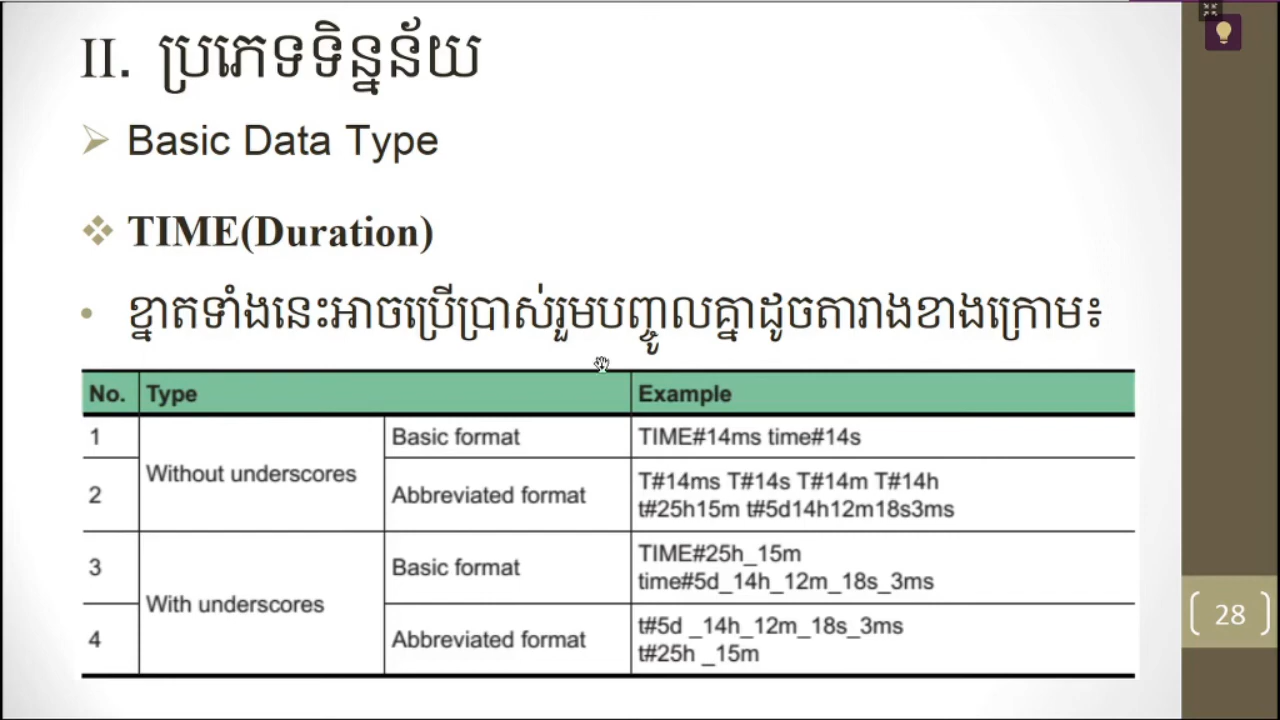 II. ប្រភេទទិន្នន័យ
Basic Data Type
TIME(Duration)
ខ្នាតទាំងនេះអាចប្រើប្រាស់រួមបញ្ចូលគ្នាដូចតារាងខាងក្រោម៖
No. Type Example
1 Without underscores Basic format TIME#14ms time#14s
2 Abbreviated format T#14ms T#14s T#14m T#14h
t#25h15m t#5d14h12m18s3ms
3 With underscores Basic format TIME#25h_15m
time#5d_14h_12m_18s_3ms
4 Abbreviated format t#5d _14h_12m_18s_3ms
t#25h _15m
28